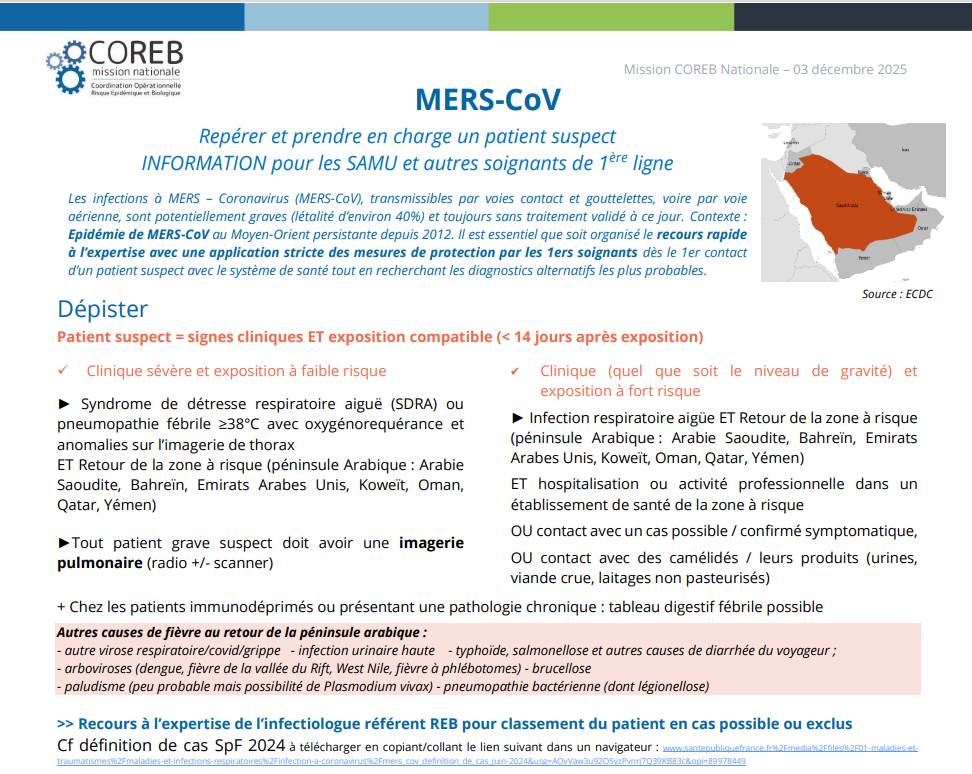 COREB
mission nationale
Coordination Opérationnelle
Risque Epidémique et Biologique
Mission COREB Nationale – 03 décembre 2025
MERS-CoV
Repérer et prendre en charge un patient suspect
INFORMATION pour les SAMU et autres soignants de 1ère ligne
Les infections à MERS – Coronavirus (MERS-CoV), transmissibles par voies contact et gouttelettes, voire par voie
aérienne, sont potentiellement graves (létalité d'environ 40%) et toujours sans traitement validé à ce jour. Contexte :
Epidémie de MERS-CoV au Moyen-Orient persistante depuis 2012. Il est essentiel que soit organisé le recours rapide
à l'expertise avec une application stricte des mesures de protection par les 1ers soignants dès le 1er contact
d'un patient suspect avec le système de santé tout en recherchant les diagnostics alternatifs les plus probables.
Iran
Saudi Arabia
United Arab Emirates
Oman
Yemen
Source : ECDC
Dépister
Patient suspect = signes cliniques ET exposition compatible (< 14 jours après exposition)
✓ Clinique sévère et exposition à faible risque
► Syndrome de détresse respiratoire aiguë (SDRA) ou
pneumopathie fébrile ≥38°C avec oxygénorequérance et
anomalies sur l'imagerie de thorax
ET Retour de la zone à risque (péninsule Arabique : Arabie
Saoudite, Bahreïn, Emirats Arabes Unis, Koweït, Oman,
Qatar, Yémen)
►Tout patient grave suspect doit avoir une imagerie
pulmonaire (radio +/- scanner)
✔ Clinique (quel que soit le niveau de gravité) et
exposition à fort risque
► Infection respiratoire aigüe ET Retour de la zone à risque
(péninsule Arabique : Arabie Saoudite, Bahreïn, Emirats
Arabes Unis, Koweït, Oman, Qatar, Yémen)
ET hospitalisation ou activité professionnelle dans un
établissement de santé de la zone à risque
OU contact avec un cas possible / confirmé symptomatique,
OU contact avec des camélidés / leurs produits (urines,
viande crue, laitages non pasteurisés)
+ Chez les patients immunodéprimés ou présentant une pathologie chronique : tableau digestif fébrile possible
Autres causes de fièvre au retour de la péninsule arabique :
- autre virose respiratoire/covid/grippe - infection urinaire haute - typhoïde, salmonellose et autres causes de diarrhée du voyageur ;
- arboviroses (dengue, fièvre de la vallée du Rift, West Nile, fièvre à phlébotomes) - brucellose
- paludisme (peu probable mais possibilité de Plasmodium vivax) - pneumopathie bactérienne (dont légionellose)
>> Recours à l'expertise de l'infectiologue référent REB pour classement du patient en cas possible ou exclus
Cf définition de cas SpF 2024 à télécharger en copiant/collant le lien suivant dans un navigateur : www.santepubliquefrance.fr%2Fmedia%2Ffiles%2F01-maladies-et-
traumatismes%2Fmaladies-et-infections-respiratoires%2Finfection-a-coronavirus%2Fmers_cov_definition_de_cas_juin-2024&usg=AOvVaw3u92O5yzPvnrj7Q39KB83c&opi=89978449